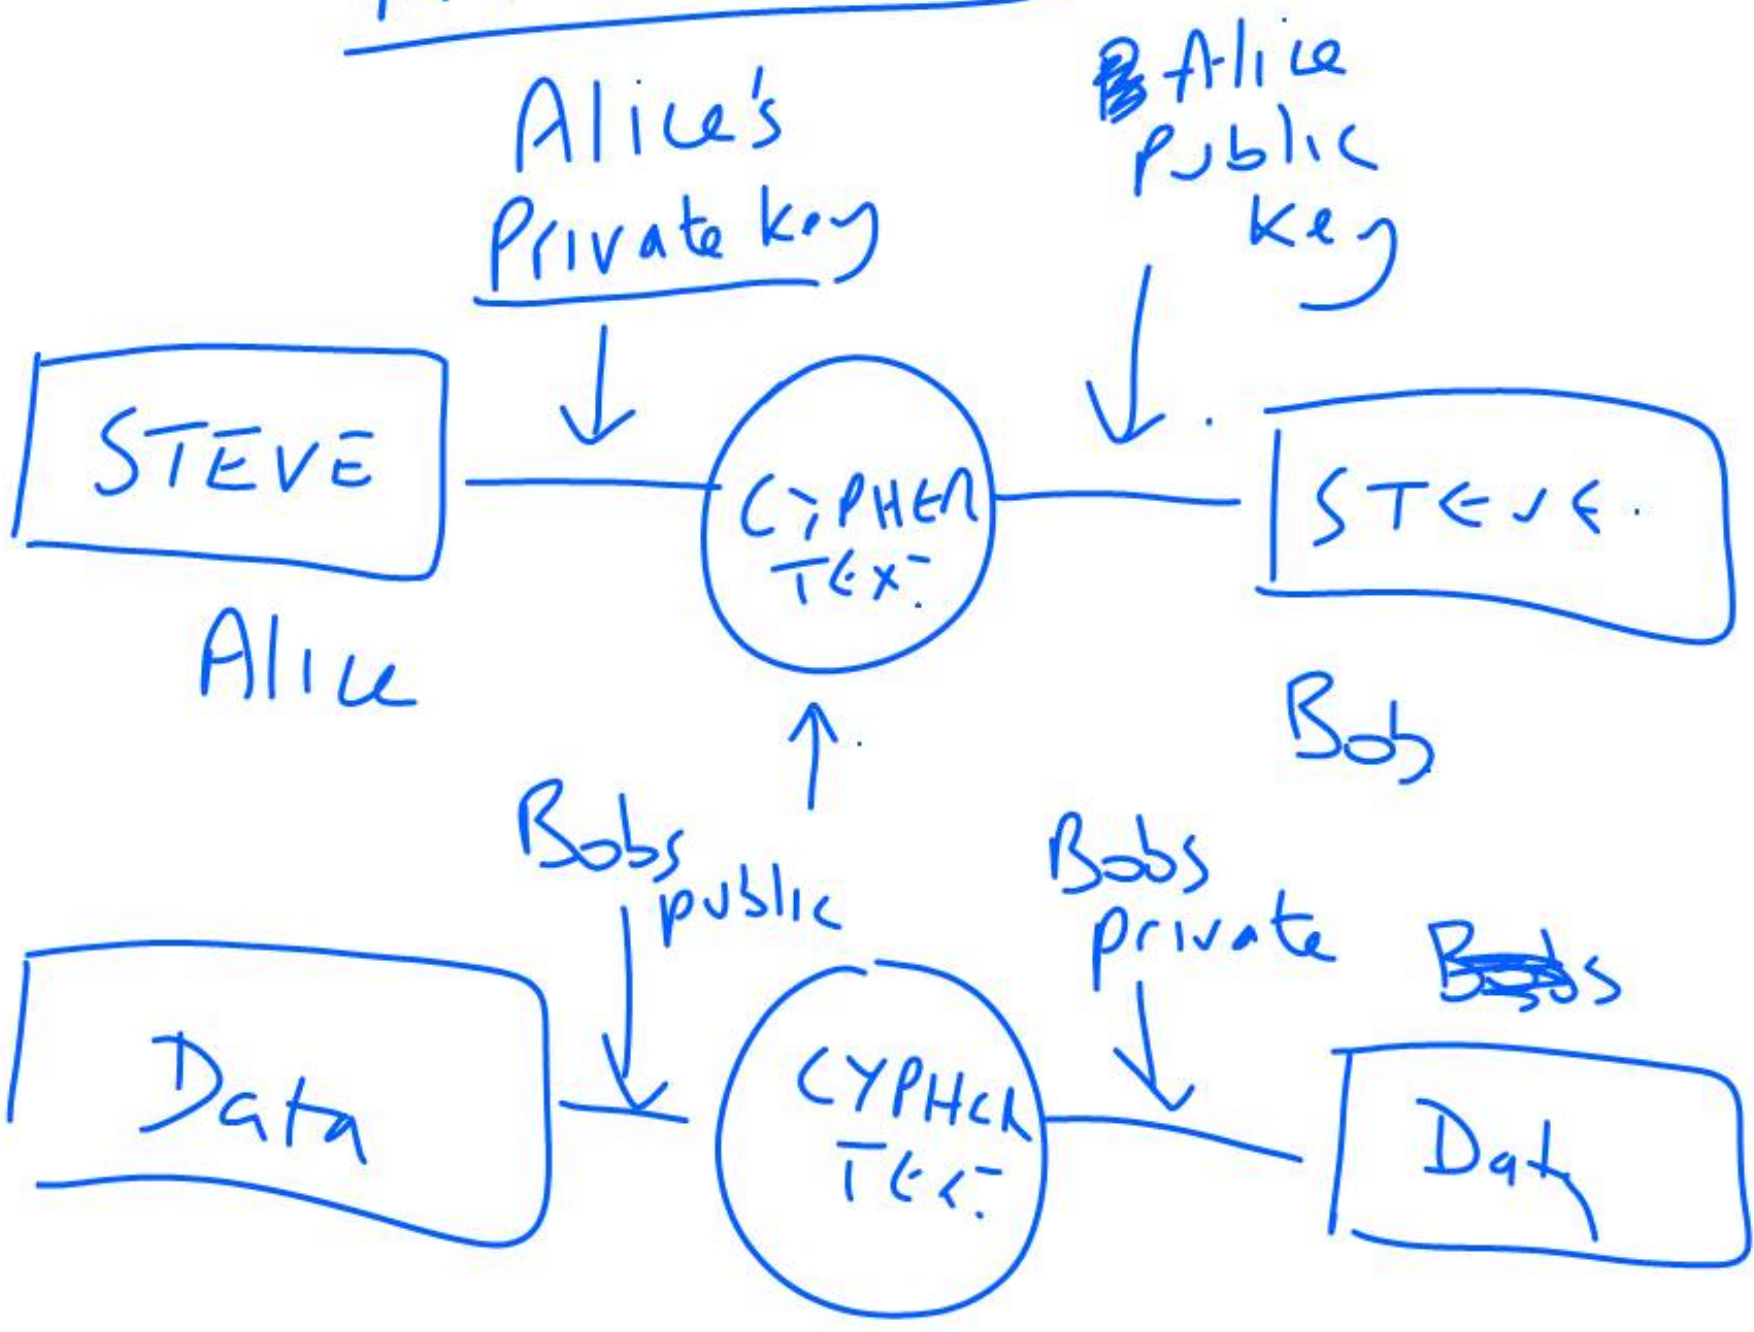 Alice's
Private key
Alice
Public
Key
STEVE
CYPHER
TEXT
STEVE.
Alice
Bob
Bobs
public
Bobs
private
Bobs
Data
CYPHER
TEXT
Data